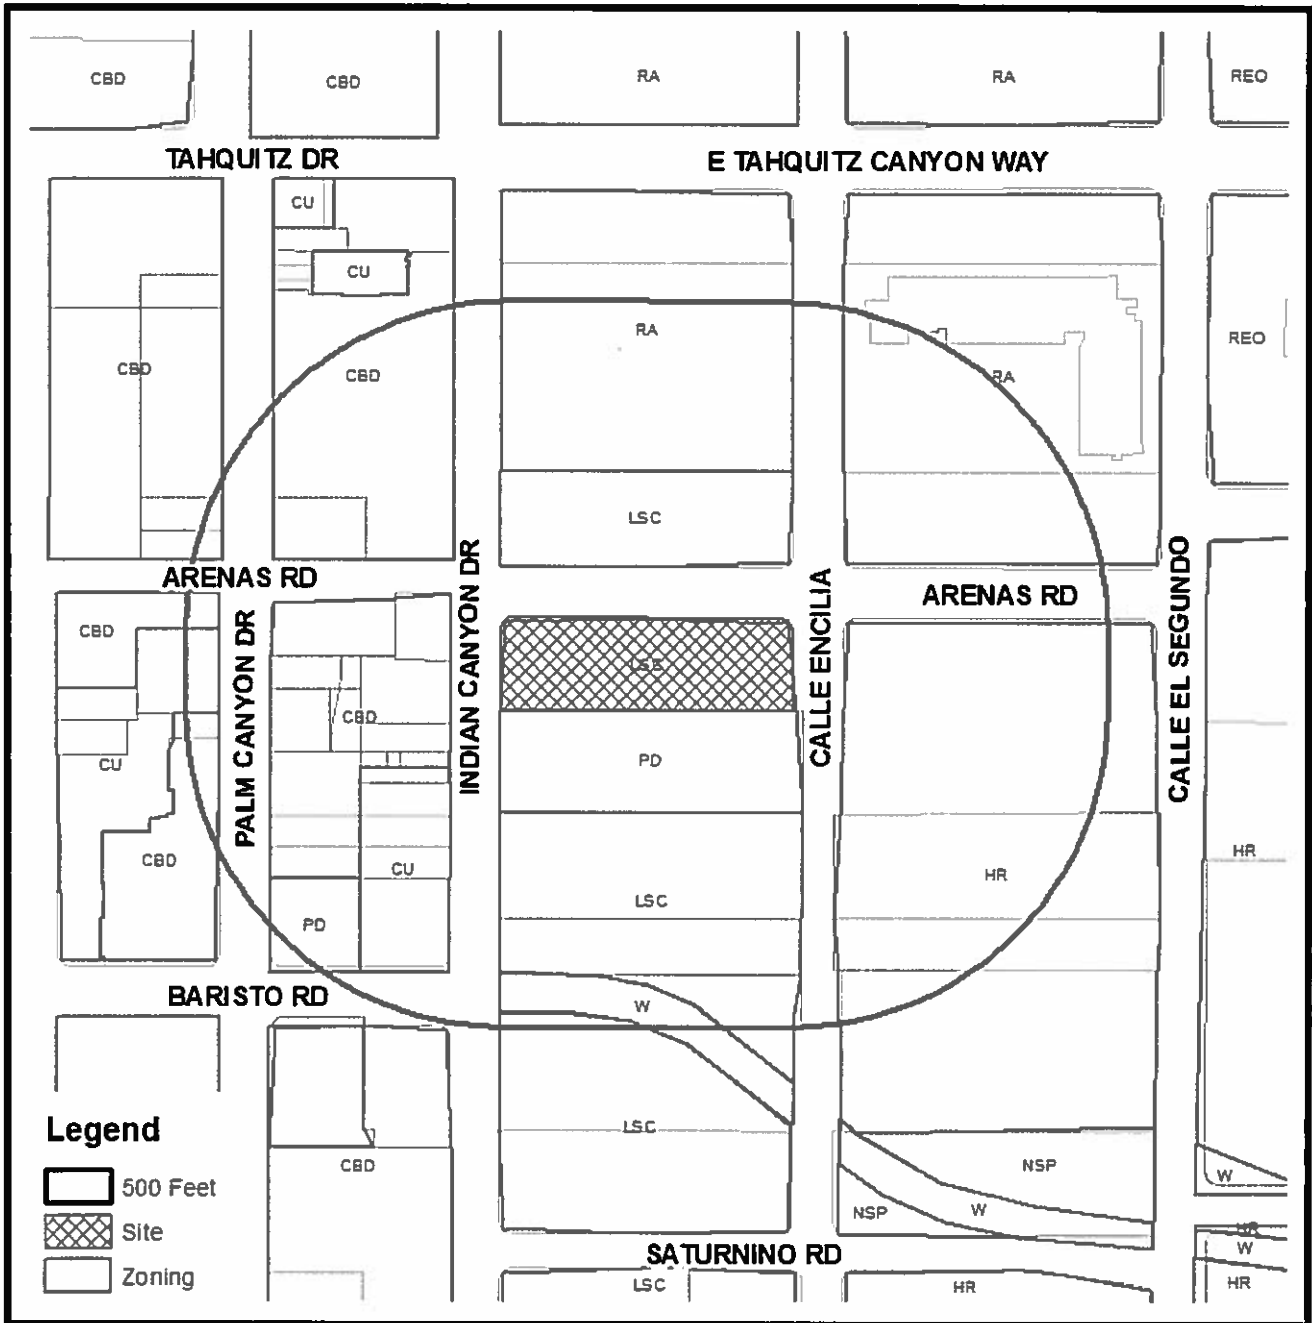 CBD
CBD
RA
RA
REO
TAHQUITZ DR
E TAHQUITZ CANYON WAY
CU
CU
RA
REO
CBD
CBD
RA
LSC
ARENAS RD
INDIAN CANYON DR
CALLE ENCILIA
ARENAS RD
CALLE EL SEGUNDO
CBD
PALM CANYON DR
CBD
PD
CU
CBD
CU
LSC
HR
HR
PD
BARISTO RD
W
Legend
500 Feet
Site
Zoning
CBD
LSC
NSP
W
NSP
W
HR
W
SATURNINO RD
LSC
HR
HR